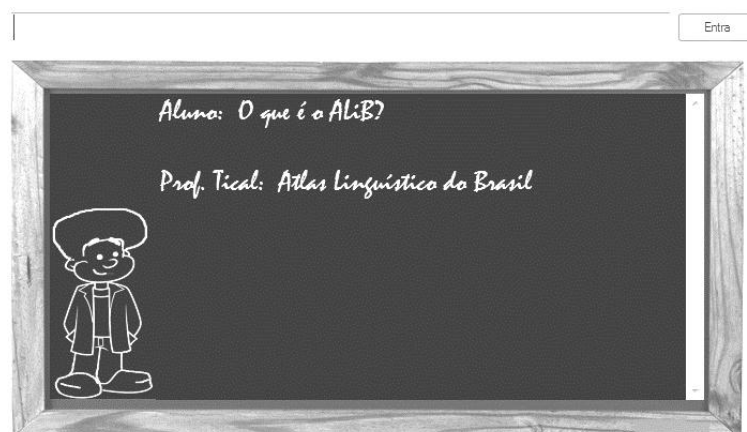 Entra
Aluno: O que é o ALiB?
Prof. Tical: Atlas Linguístico do Brasil